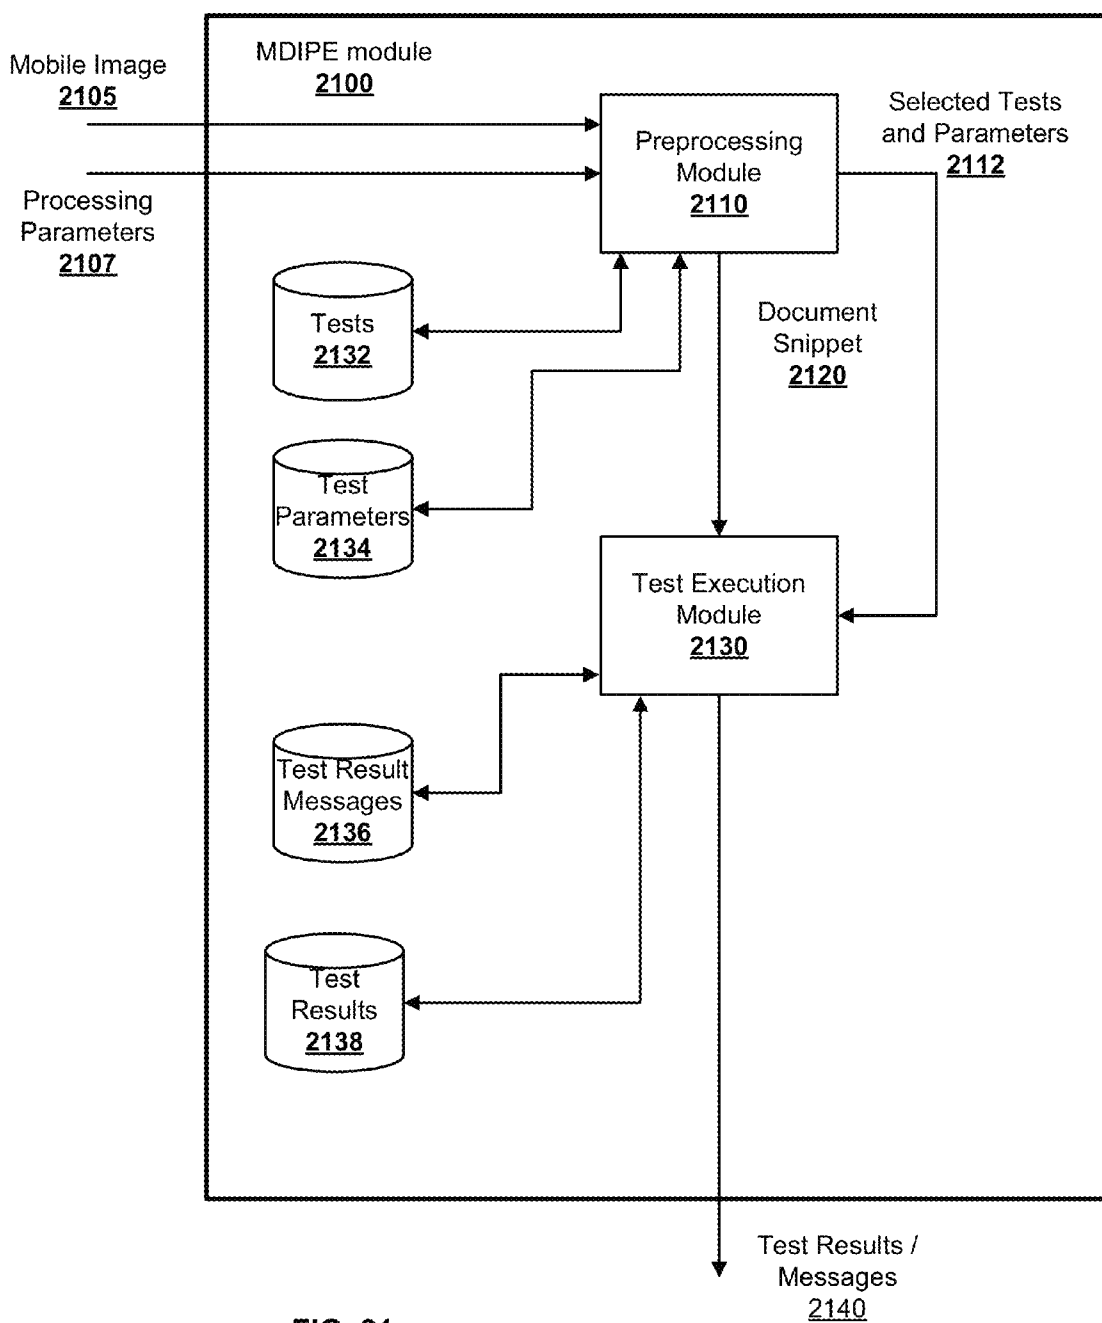 MDIPE module
2100
Mobile Image
2105
Selected Tests
and Parameters
2112
Preprocessing
Module
2110
Processing
Parameters
2107
Tests
2132
Document
Snippet
2120
Test
Parameters
2134
Test Execution
Module
2130
Test Result
Messages
2136
Test
Results
2138
Test Results /
Messages
2140